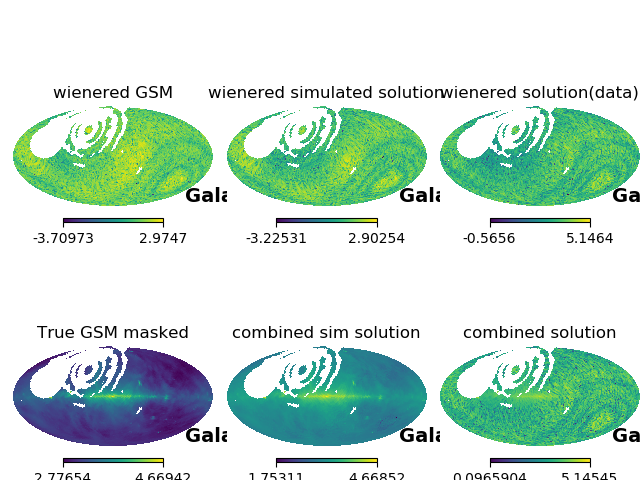 wienered GSM
wienered simulated solution
wienered solution(data)
Gala
Gala
Ga
-3.70973 2.9747
-3.22531 2.90254
-0.5656 5.1464
True GSM masked
combined sim solution
combined solution
Gala
Gala
Ga
2.77654 4.66942
1.75311 4.66852
0.0965904 5.14545